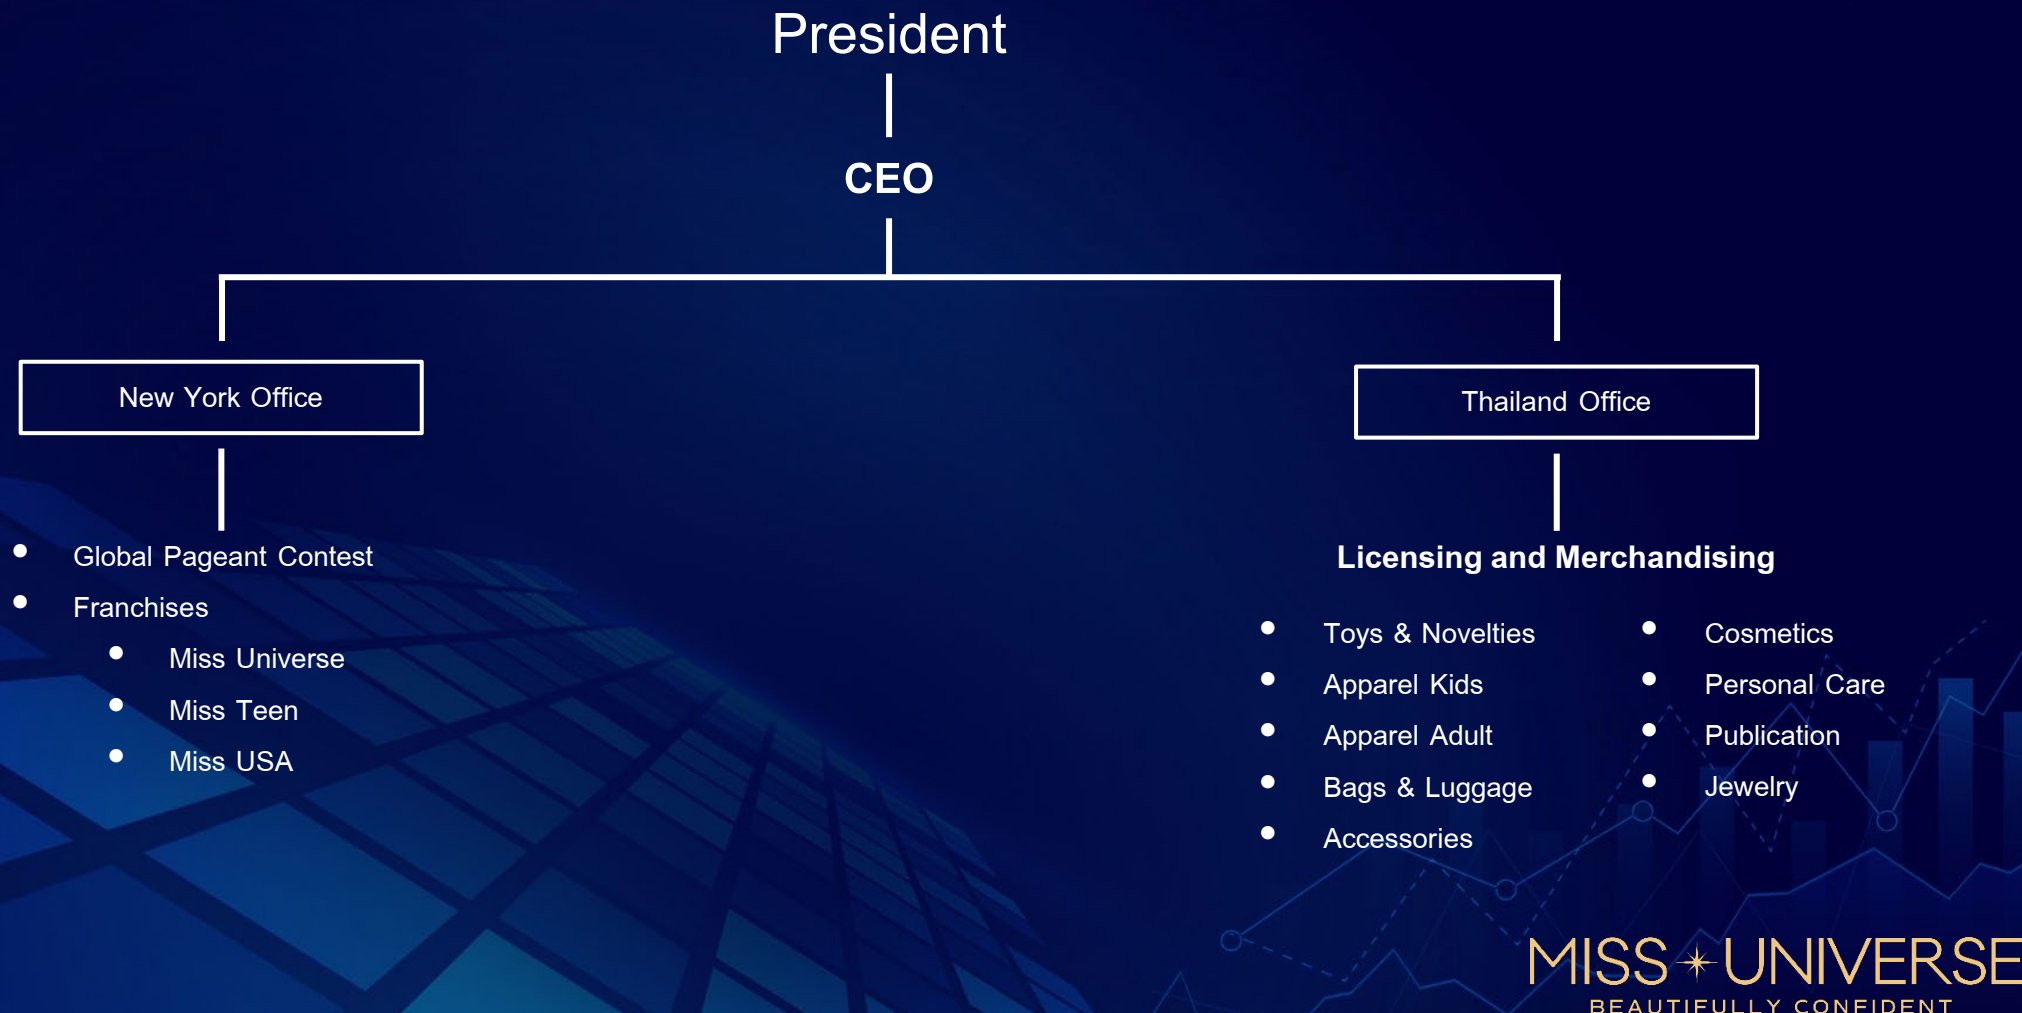 President
CEO
New York Office
Thailand Office
• Global Pageant Contest
• Franchises
• Miss Universe
• Miss Teen
• Miss USA
Licensing and Merchandising
• Toys & Novelties
• Apparel Kids
• Apparel Adult
• Bags & Luggage
• Accessories
• Cosmetics
• Personal Care
• Publication
• Jewelry
MISS UNIVERSE
BEAUTIFULLY CONFIDENT